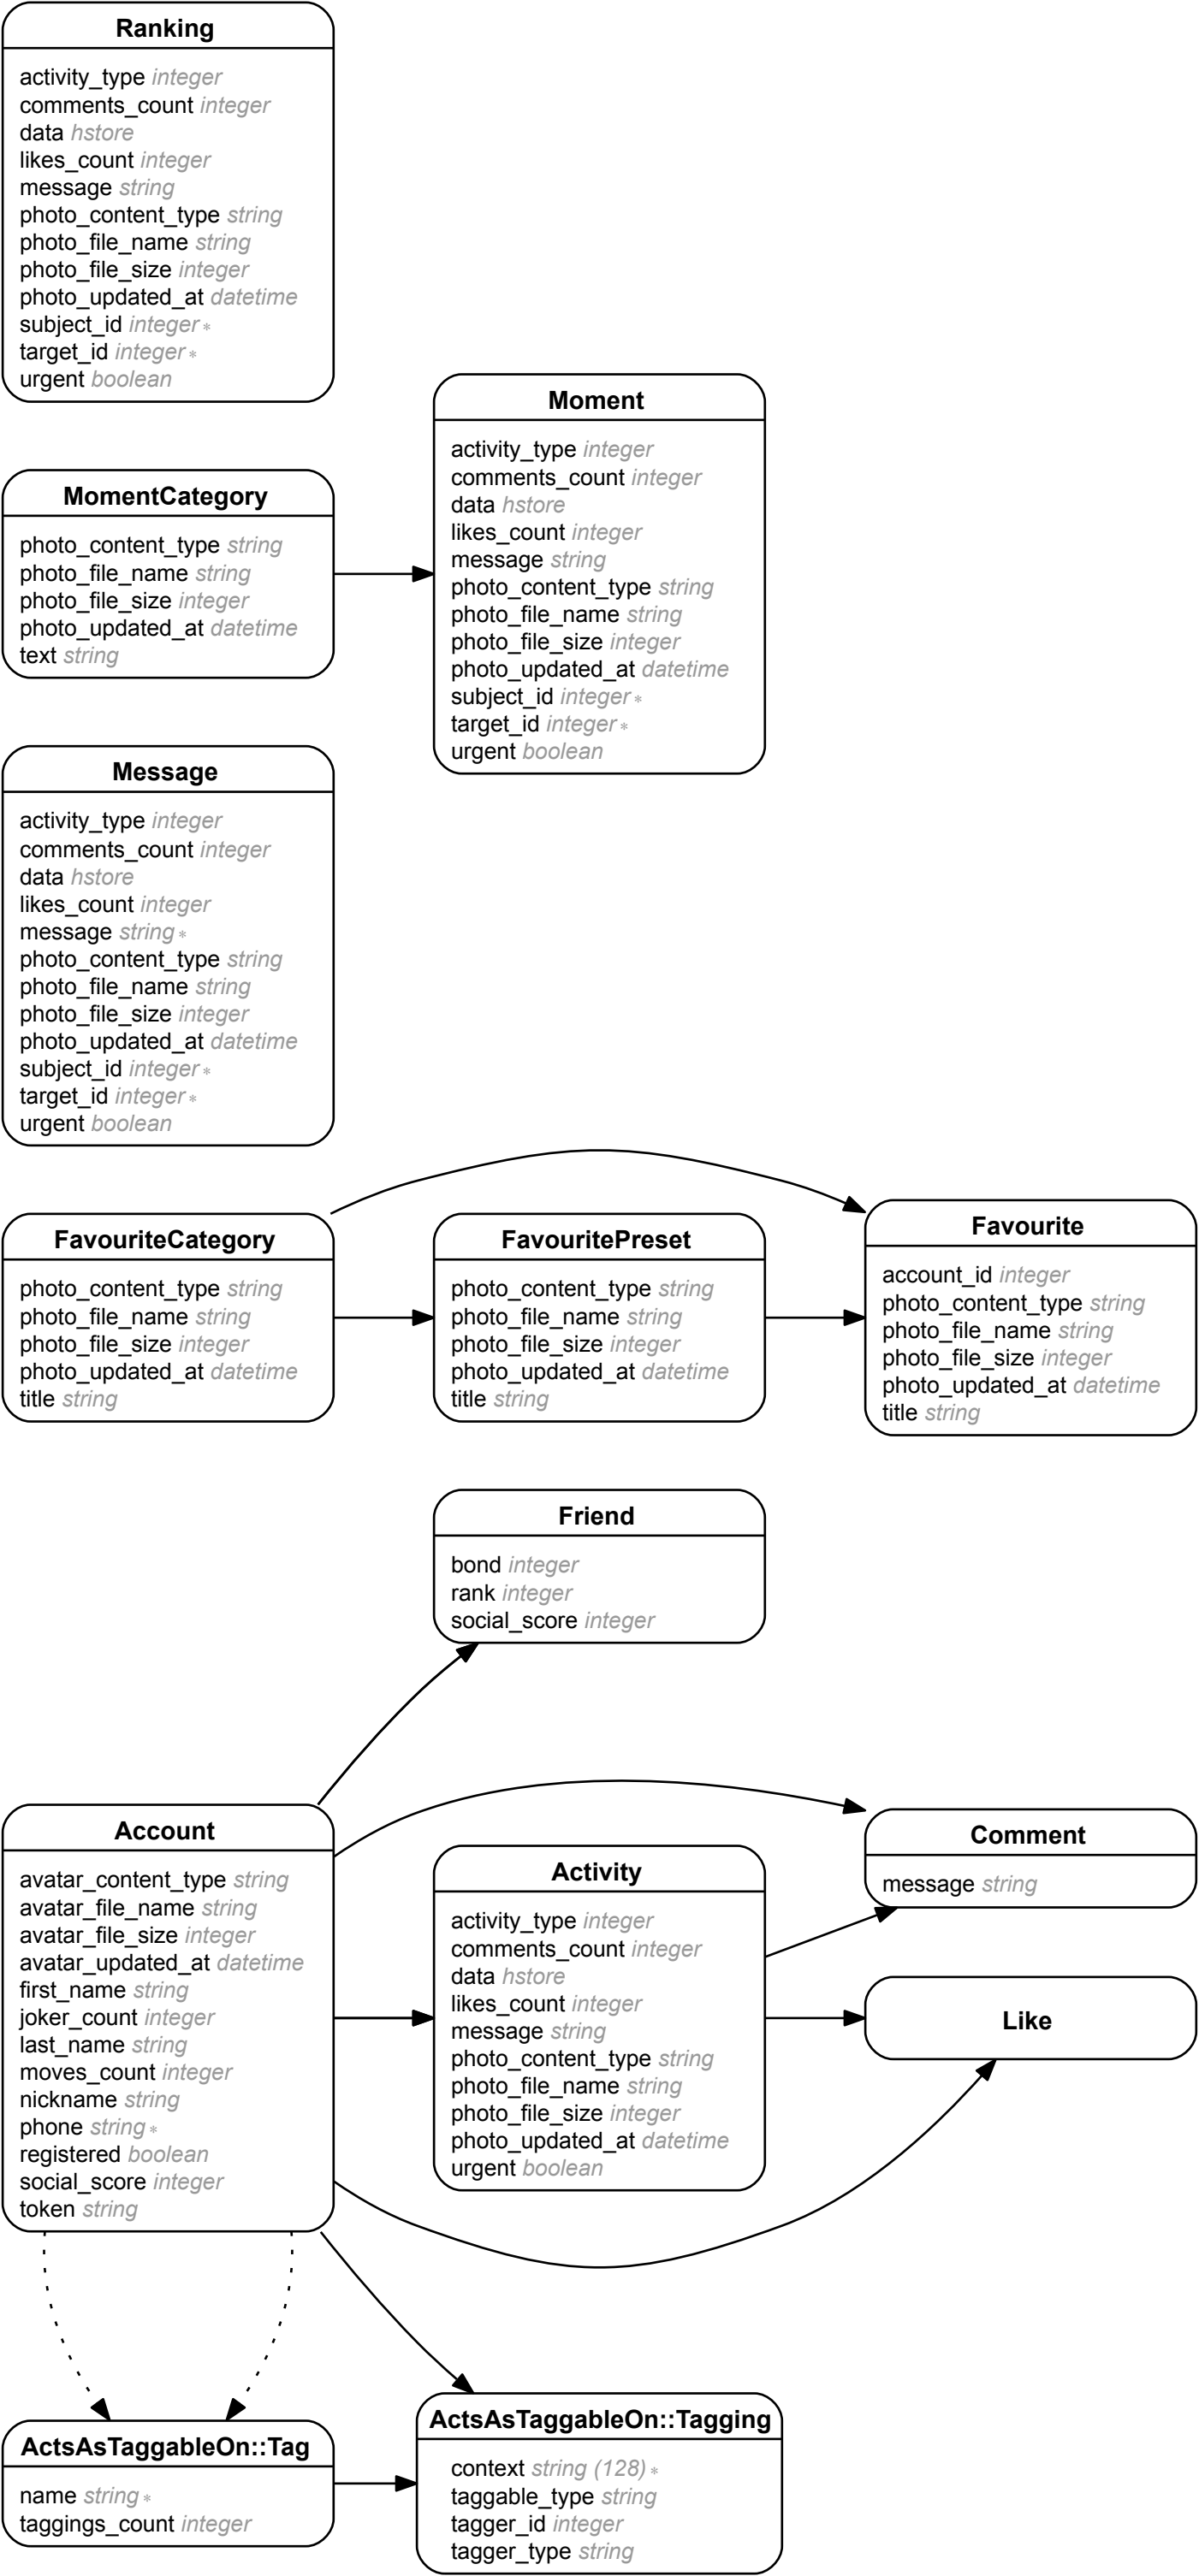 Ranking
activity_type integer
comments_count integer
data hstore
likes_count integer
message string
photo_content_type string
photo_file_name string
photo_file_size integer
photo_updated_at datetime
subject_id integer ∗
target_id integer ∗
urgent boolean
Moment
activity_type integer
comments_count integer
data hstore
likes_count integer
message string
photo_content_type string
photo_file_name string
photo_file_size integer
photo_updated_at datetime
subject_id integer ∗
target_id integer ∗
urgent boolean
MomentCategory
photo_content_type string
photo_file_name string
photo_file_size integer
photo_updated_at datetime
text string
Message
activity_type integer
comments_count integer
data hstore
likes_count integer
message string ∗
photo_content_type string
photo_file_name string
photo_file_size integer
photo_updated_at datetime
subject_id integer ∗
target_id integer ∗
urgent boolean
FavouriteCategory
photo_content_type string
photo_file_name string
photo_file_size integer
photo_updated_at datetime
title string
FavouritePreset
photo_content_type string
photo_file_name string
photo_file_size integer
photo_updated_at datetime
title string
Favourite
account_id integer
photo_content_type string
photo_file_name string
photo_file_size integer
photo_updated_at datetime
title string
Friend
bond integer
rank integer
social_score integer
Account
avatar_content_type string
avatar_file_name string
avatar_file_size integer
avatar_updated_at datetime
first_name string
joker_count integer
last_name string
moves_count integer
nickname string
phone string ∗
registered boolean
social_score integer
token string
Activity
activity_type integer
comments_count integer
data hstore
likes_count integer
message string
photo_content_type string
photo_file_name string
photo_file_size integer
photo_updated_at datetime
urgent boolean
Comment
message string
Like
ActsAsTaggableOn::Tag
name string ∗
taggings_count integer
ActsAsTaggableOn::Tagging
context string (128) ∗
taggable_type string
tagger_id integer
tagger_type string